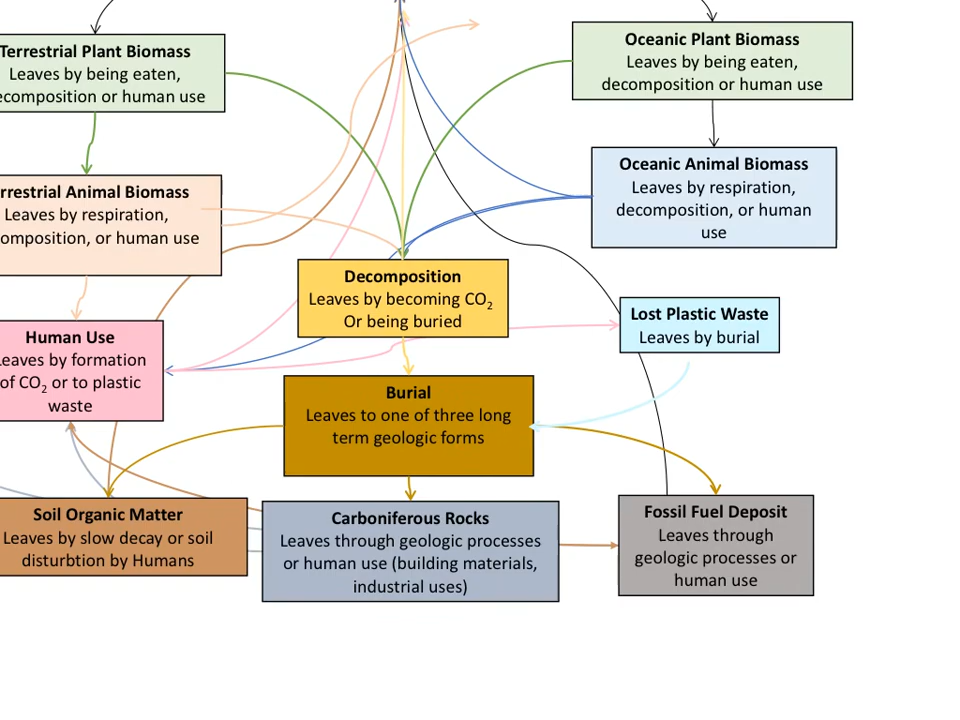 Terrestrial Plant Biomass
Leaves by being eaten,
ecomposition or human use
Oceanic Plant Biomass
Leaves by being eaten,
decomposition or human use
rrestrial Animal Biomass
Leaves by respiration,
omposition, or human use
Oceanic Animal Biomass
Leaves by respiration,
decomposition, or human
use
Decomposition
Leaves by becoming CO₂
Or being buried
Lost Plastic Waste
Leaves by burial
Human Use
Leaves by formation
of CO₂ or to plastic
waste
Burial
Leaves to one of three long
term geologic forms
Soil Organic Matter
Leaves by slow decay or soil
disturbtion by Humans
Carboniferous Rocks
Leaves through geologic processes
or human use (building materials,
industrial uses)
Fossil Fuel Deposit
Leaves through
geologic processes or
human use